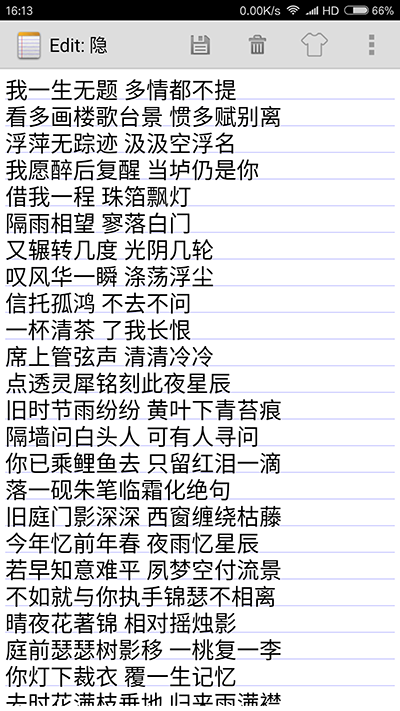 16:13 0.00K/s HD 66%
Edit: 隐
我一生无题 多情都不提
看多画楼歌台景 惯多赋别离
浮萍无踪迹 汲汲空浮名
我愿醉后复醒 当垆仍是你
借我一程 珠箔飘灯
隔雨相望 寥落白门
又辗转几度 光阴几轮
叹风华一瞬 涤荡浮尘
信托孤鸿 不去不问
一杯清茶 了我长恨
席上管弦声 清清冷冷
点透灵犀铭刻此夜星辰
旧时节雨纷纷 黄叶下青苔痕
隔墙问白头人 可有人寻问
你已乘鲤鱼去 只留红泪一滴
落一砚朱笔临霜化绝句
旧庭门影深深 西窗缠绕枯藤
今年忆前年春 夜雨忆星辰
若早知意难平 夙梦空付流景
不如就与你执手锦瑟不相离
晴夜花著锦 相对摇烛影
庭前瑟瑟树影移 一桃复一李
你灯下裁衣 覆一生记忆
去时花满枝垂地 归来雨满襟